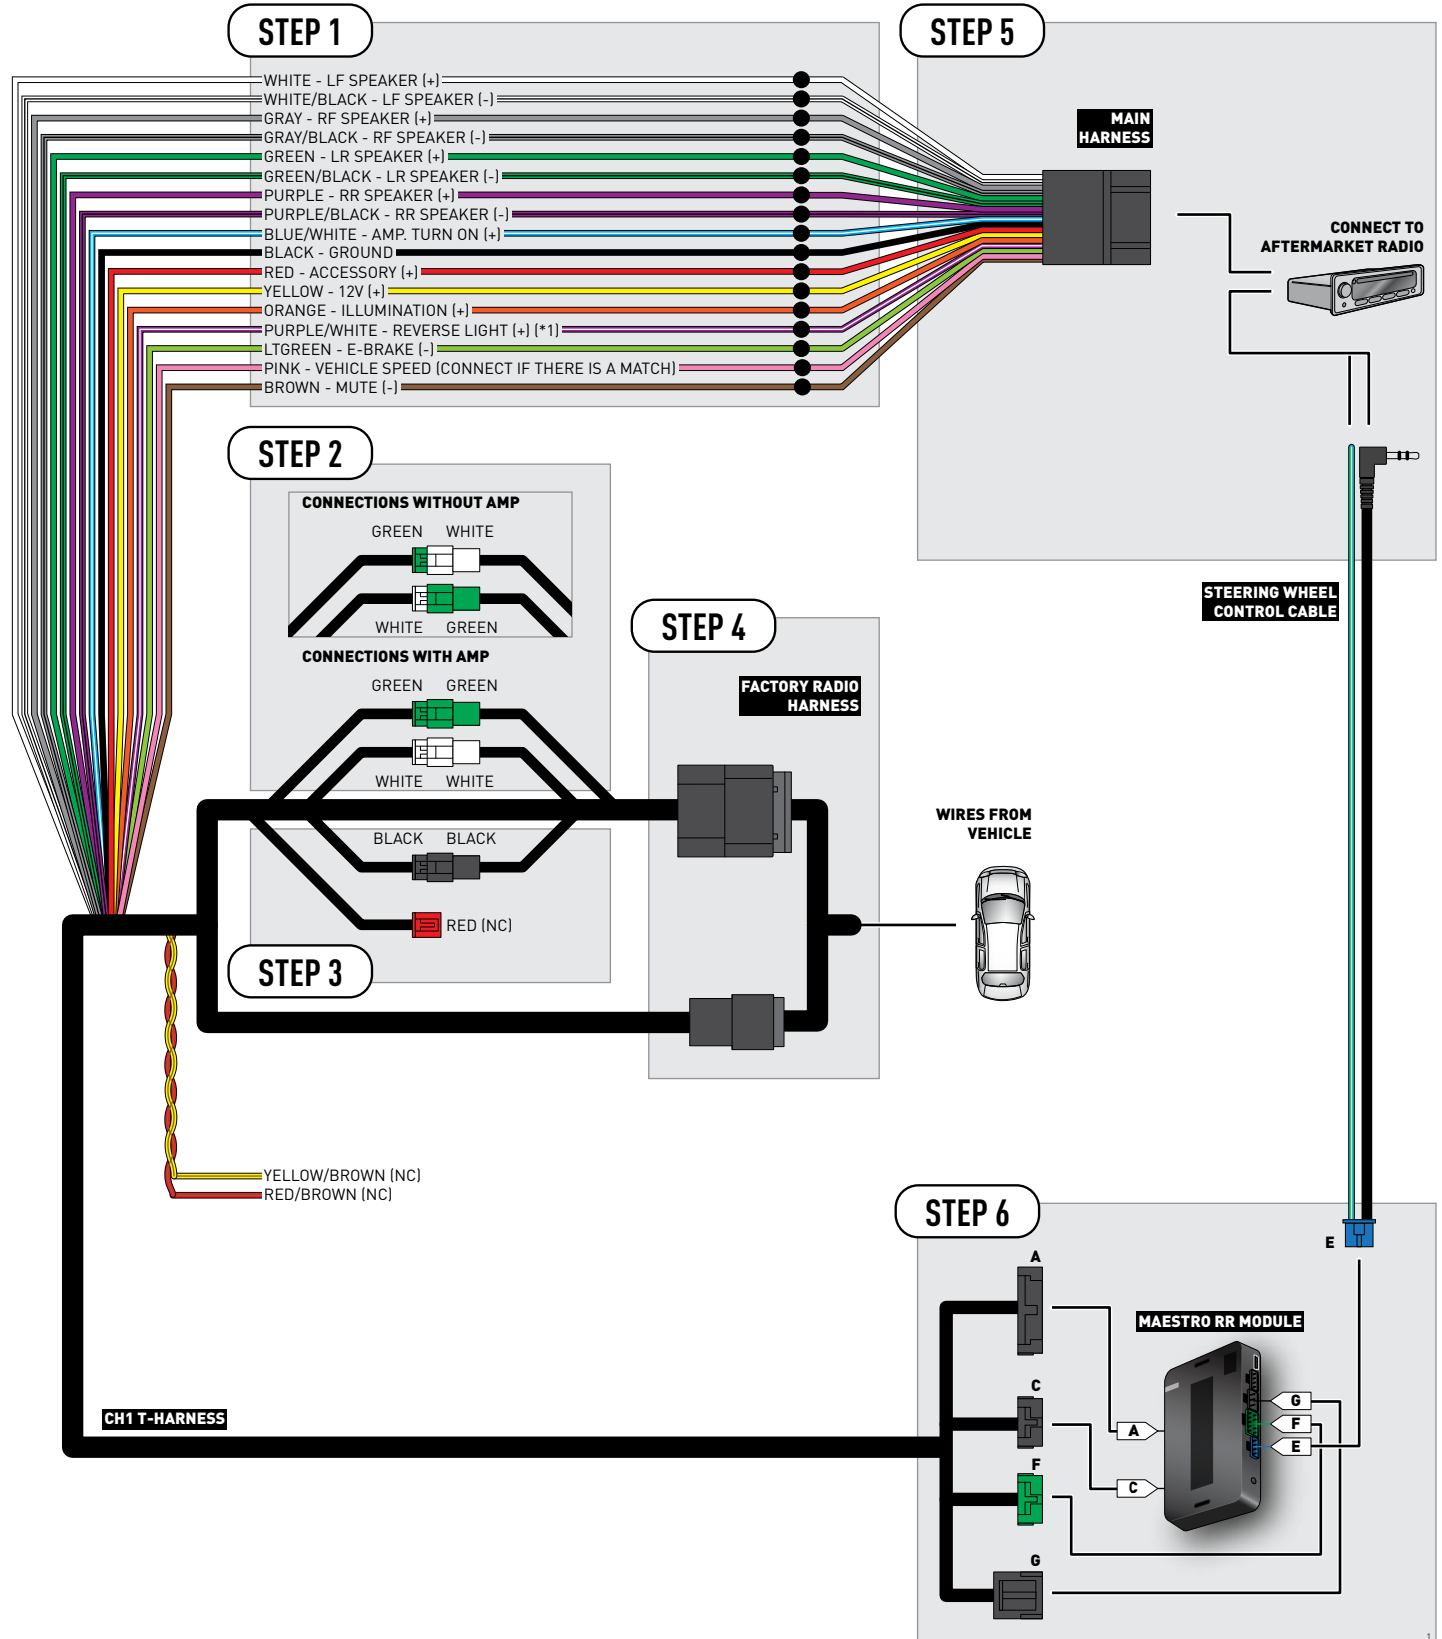 STEP 1
WHITE - LF SPEAKER (+)
WHITE/BLACK - LF SPEAKER (-)
GRAY - RF SPEAKER (+)
GRAY/BLACK - RF SPEAKER (-)
GREEN - LR SPEAKER (+)
GREEN/BLACK - LR SPEAKER (-)
PURPLE - RR SPEAKER (+)
PURPLE/BLACK - RR SPEAKER (-)
BLUE/WHITE - AMP. TURN ON (+)
BLACK - GROUND
RED - ACCESSORY (+)
YELLOW - 12V (+)
ORANGE - ILLUMINATION (+)
PURPLE/WHITE - REVERSE LIGHT (+) (*1)
LTGREEN - E-BRAKE (-)
PINK - VEHICLE SPEED (CONNECT IF THERE IS A MATCH)
BROWN - MUTE (-)
STEP 5
MAIN
HARNESS
CONNECT TO
AFTERMARKET RADIO
STEP 2
CONNECTIONS WITHOUT AMP
GREEN WHITE
WHITE GREEN
CONNECTIONS WITH AMP
GREEN GREEN
WHITE WHITE
BLACK BLACK
RED (NC)
STEP 3
STEP 4
FACTORY RADIO
HARNESS
WIRES FROM
VEHICLE
STEERING WHEEL
CONTROL CABLE
YELLOW/BROWN (NC)
RED/BROWN (NC)
CH1 T-HARNESS
STEP 6
E
A
MAESTRO RR MODULE
C
G
F
A
E
F
C
G
1